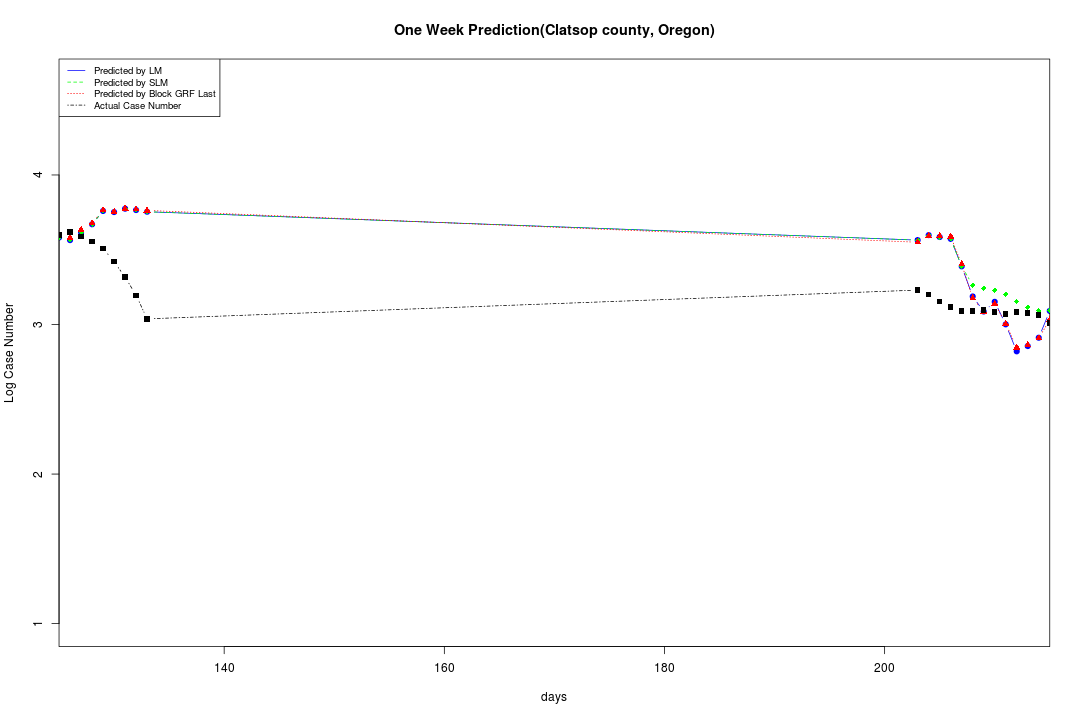 One Week Prediction(Clatsop county, Oregon)
Predicted by LM
Predicted by SLM
Predicted by Block GRF Last
Actual Case Number
4
3
2
1
Log Case Number
140 160 180 200
days